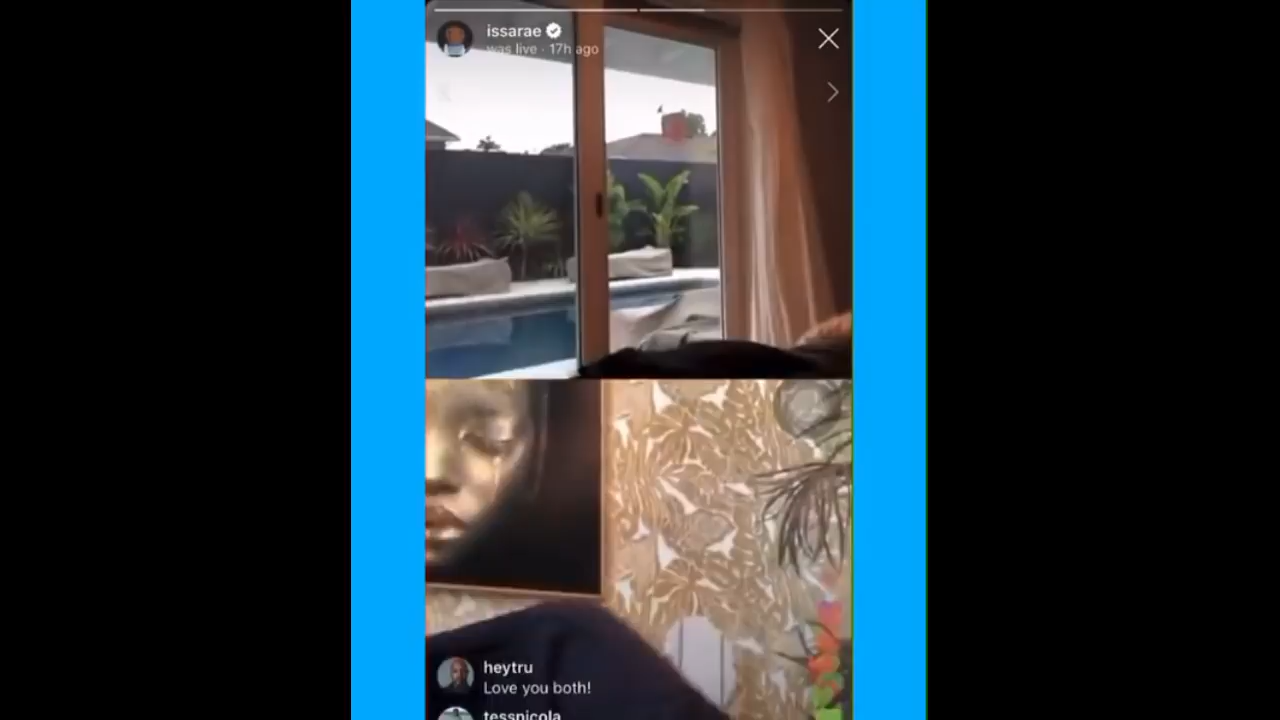 issarae
was live · 17h ago
heytru
Love you both!
tessnicola